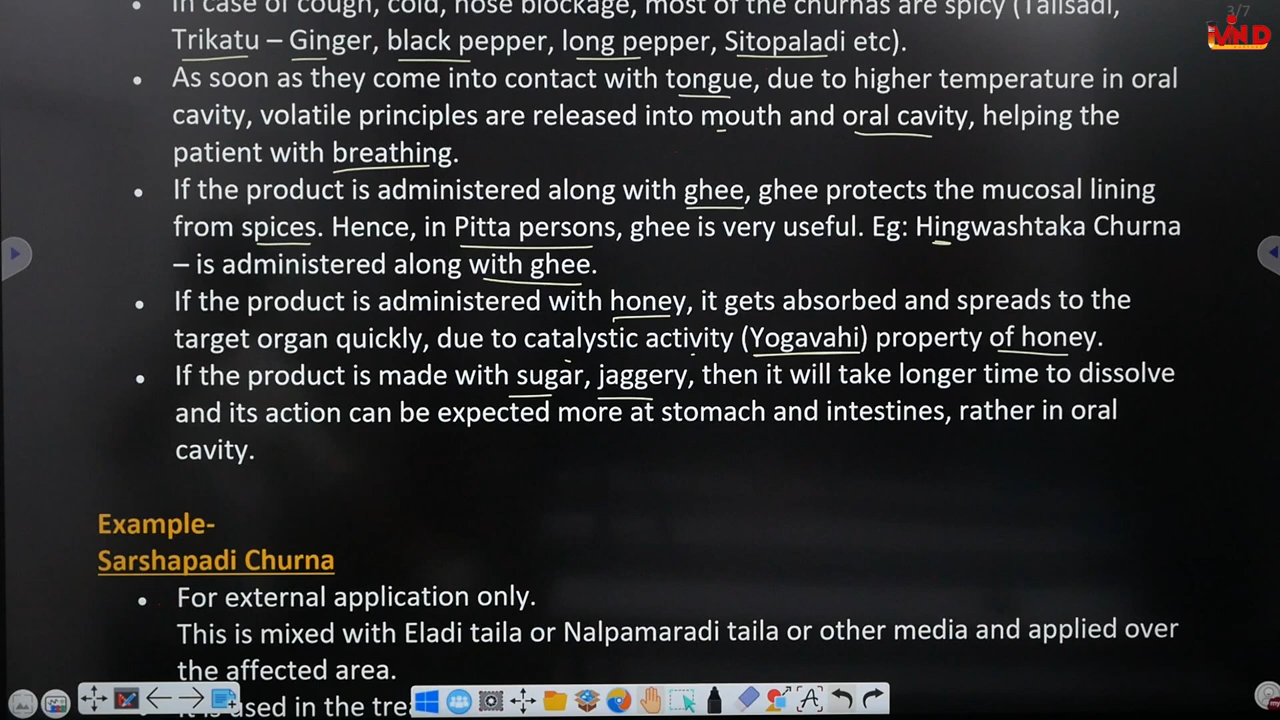 In case of cough, cold, nose blockage, most of the churnas are spicy (Talisadi,
3/7
Trikatu – Ginger, black pepper, long pepper, Sitopaladi etc).
As soon as they come into contact with tongue, due to higher temperature in oral
cavity, volatile principles are released into mouth and oral cavity, helping the
patient with breathing.
If the product is administered along with ghee, ghee protects the mucosal lining
from spices. Hence, in Pitta persons, ghee is very useful. Eg: Hingwashtaka Churna
– is administered along with ghee.
If the product is administered with honey, it gets absorbed and spreads to the
target organ quickly, due to catalystic activity (Yogavahi) property of honey.
If the product is made with sugar, jaggery, then it will take longer time to dissolve
and its action can be expected more at stomach and intestines, rather in oral
cavity.
Example-
Sarshapadi Churna
For external application only.
This is mixed with Eladi taila or Nalpamaradi taila or other media and applied over
the affected area.
used in the